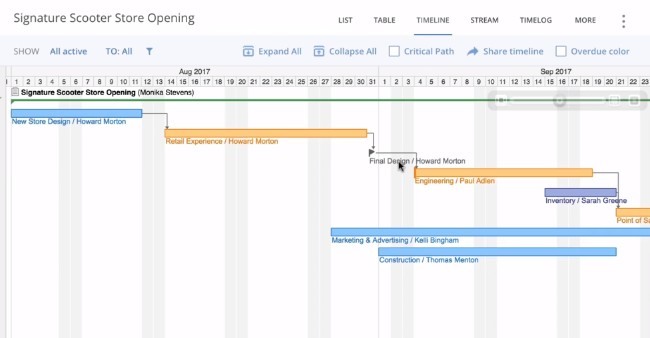 Signature Scooter Store Opening
LIST TABLE TIMELINE STREAM TIMELOG MORE
SHOW All active TO: All Expand All Collapse All Critical Path Share timeline Overdue color
Aug 2017 Sep 2017
1 2 3 4 5 6 7 8 9 10 11 12 13 14 15 16 17 18 19 20 21 22 23 24 25 26 27 28 29 30 31 1 2 3 4 5 6 7 8 9 10 11 12 13 14 15 16 17 18 19 20 21 22 23
Signature Scooter Store Opening (Monika Stevens)
New Store Design / Howard Morton
Retail Experience / Howard Morton
Final Design / Howard Morton
Engineering / Paul Adlen
Inventory / Sarah Greene
Point of Sa
Marketing & Advertising / Kelli Bingham
Construction / Thomas Menton